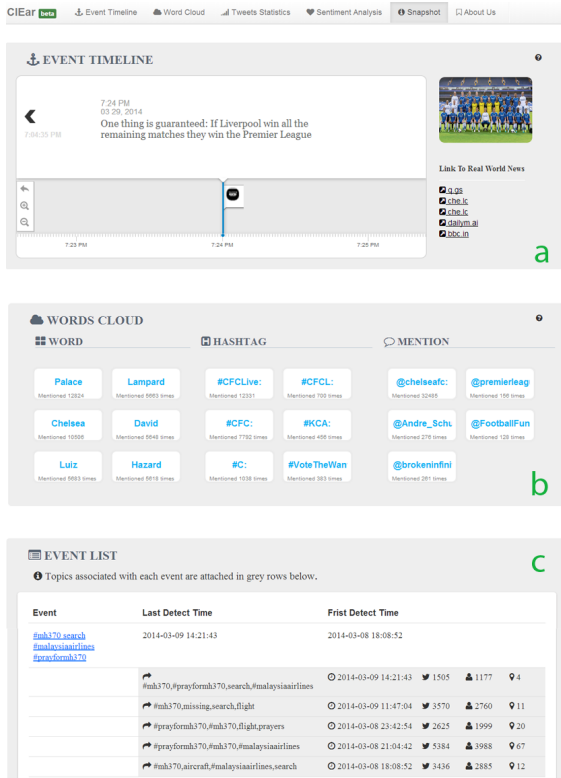 CIEar beta Event Timeline Word Cloud Tweets Statistics Sentiment Analysis Snapshot About Us
EVENT TIMELINE
7:24 PM
03 29, 2014
One thing is guaranteed: If Liverpool win all the
remaining matches they win the Premier League
7:04:35 PM
7:23 PM 7:24 PM 7:25 PM
Link To Real World News
q.gs
che.lc
che.lc
dailym.ai
bbc.in
a
WORDS CLOUD
WORD HASHTAG MENTION
Palace Lampard #CFCLive: #CFCL: @chelseafc: @premierleag
Mentioned 12824 Mentioned 5663 times Mentioned 12331 Mentioned 709 times Mentioned 32485 Mentioned 156 times
Chelsea David #CFC: #KCA: @Andre_Schu @FootballFun
Mentioned 10986 Mentioned 5648 times Mentioned 7792 times Mentioned 456 times Mentioned 276 times Mentioned 128 times
Luiz Hazard #C: #VoteTheWan @brokeninfini
Mentioned 5683 times Mentioned 5618 times Mentioned 1038 times Mentioned 383 times Mentioned 261 times
b
EVENT LIST
Topics associated with each event are attached in grey rows below.
c
Event Last Detect Time Frist Detect Time
#mh370 search 2014-03-09 14:21:43 2014-03-08 18:08:52
#malaysiaairlines
#prayformh370
#mh370,#prayformh370,search,#malaysiaairlines 2014-03-09 14:21:43 1505 1177 4
#mh370,missing,search,flight 2014-03-09 11:47:04 3570 2760 11
#prayformh370,#mh370,flight,prayers 2014-03-08 23:42:54 2625 1999 20
#prayformh370,#mh370,#malaysiaairlines 2014-03-08 21:04:42 5384 3988 67
#mh370,aircraft,#malaysiaairlines,search 2014-03-08 18:08:52 3436 2885 12